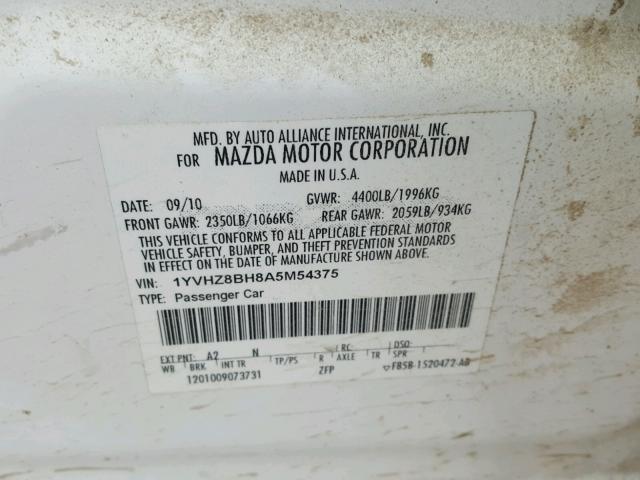 MFD. BY AUTO ALLIANCE INTERNATIONAL, INC.
FOR MAZDA MOTOR CORPORATION
MADE IN U.S.A.
DATE: 09/10 GVWR: 4400LB/1996KG
FRONT GAWR: 2350LB/1066KG REAR GAWR: 2059LB/934KG
THIS VEHICLE CONFORMS TO ALL APPLICABLE FEDERAL MOTOR
VEHICLE SAFETY, BUMPER, AND THEFT PREVENTION STANDARDS
IN EFFECT ON THE DATE OF MANUFACTURE SHOWN ABOVE.
VIN: 1YVHZ8BH8A5M54375
TYPE: Passenger Car
EXT PNT: A2 N RC: DSO:
WB BRK INT TR TP/PS R AXLE TR SPR
1201009073731 ZFP ▽F85B-1520472-AB